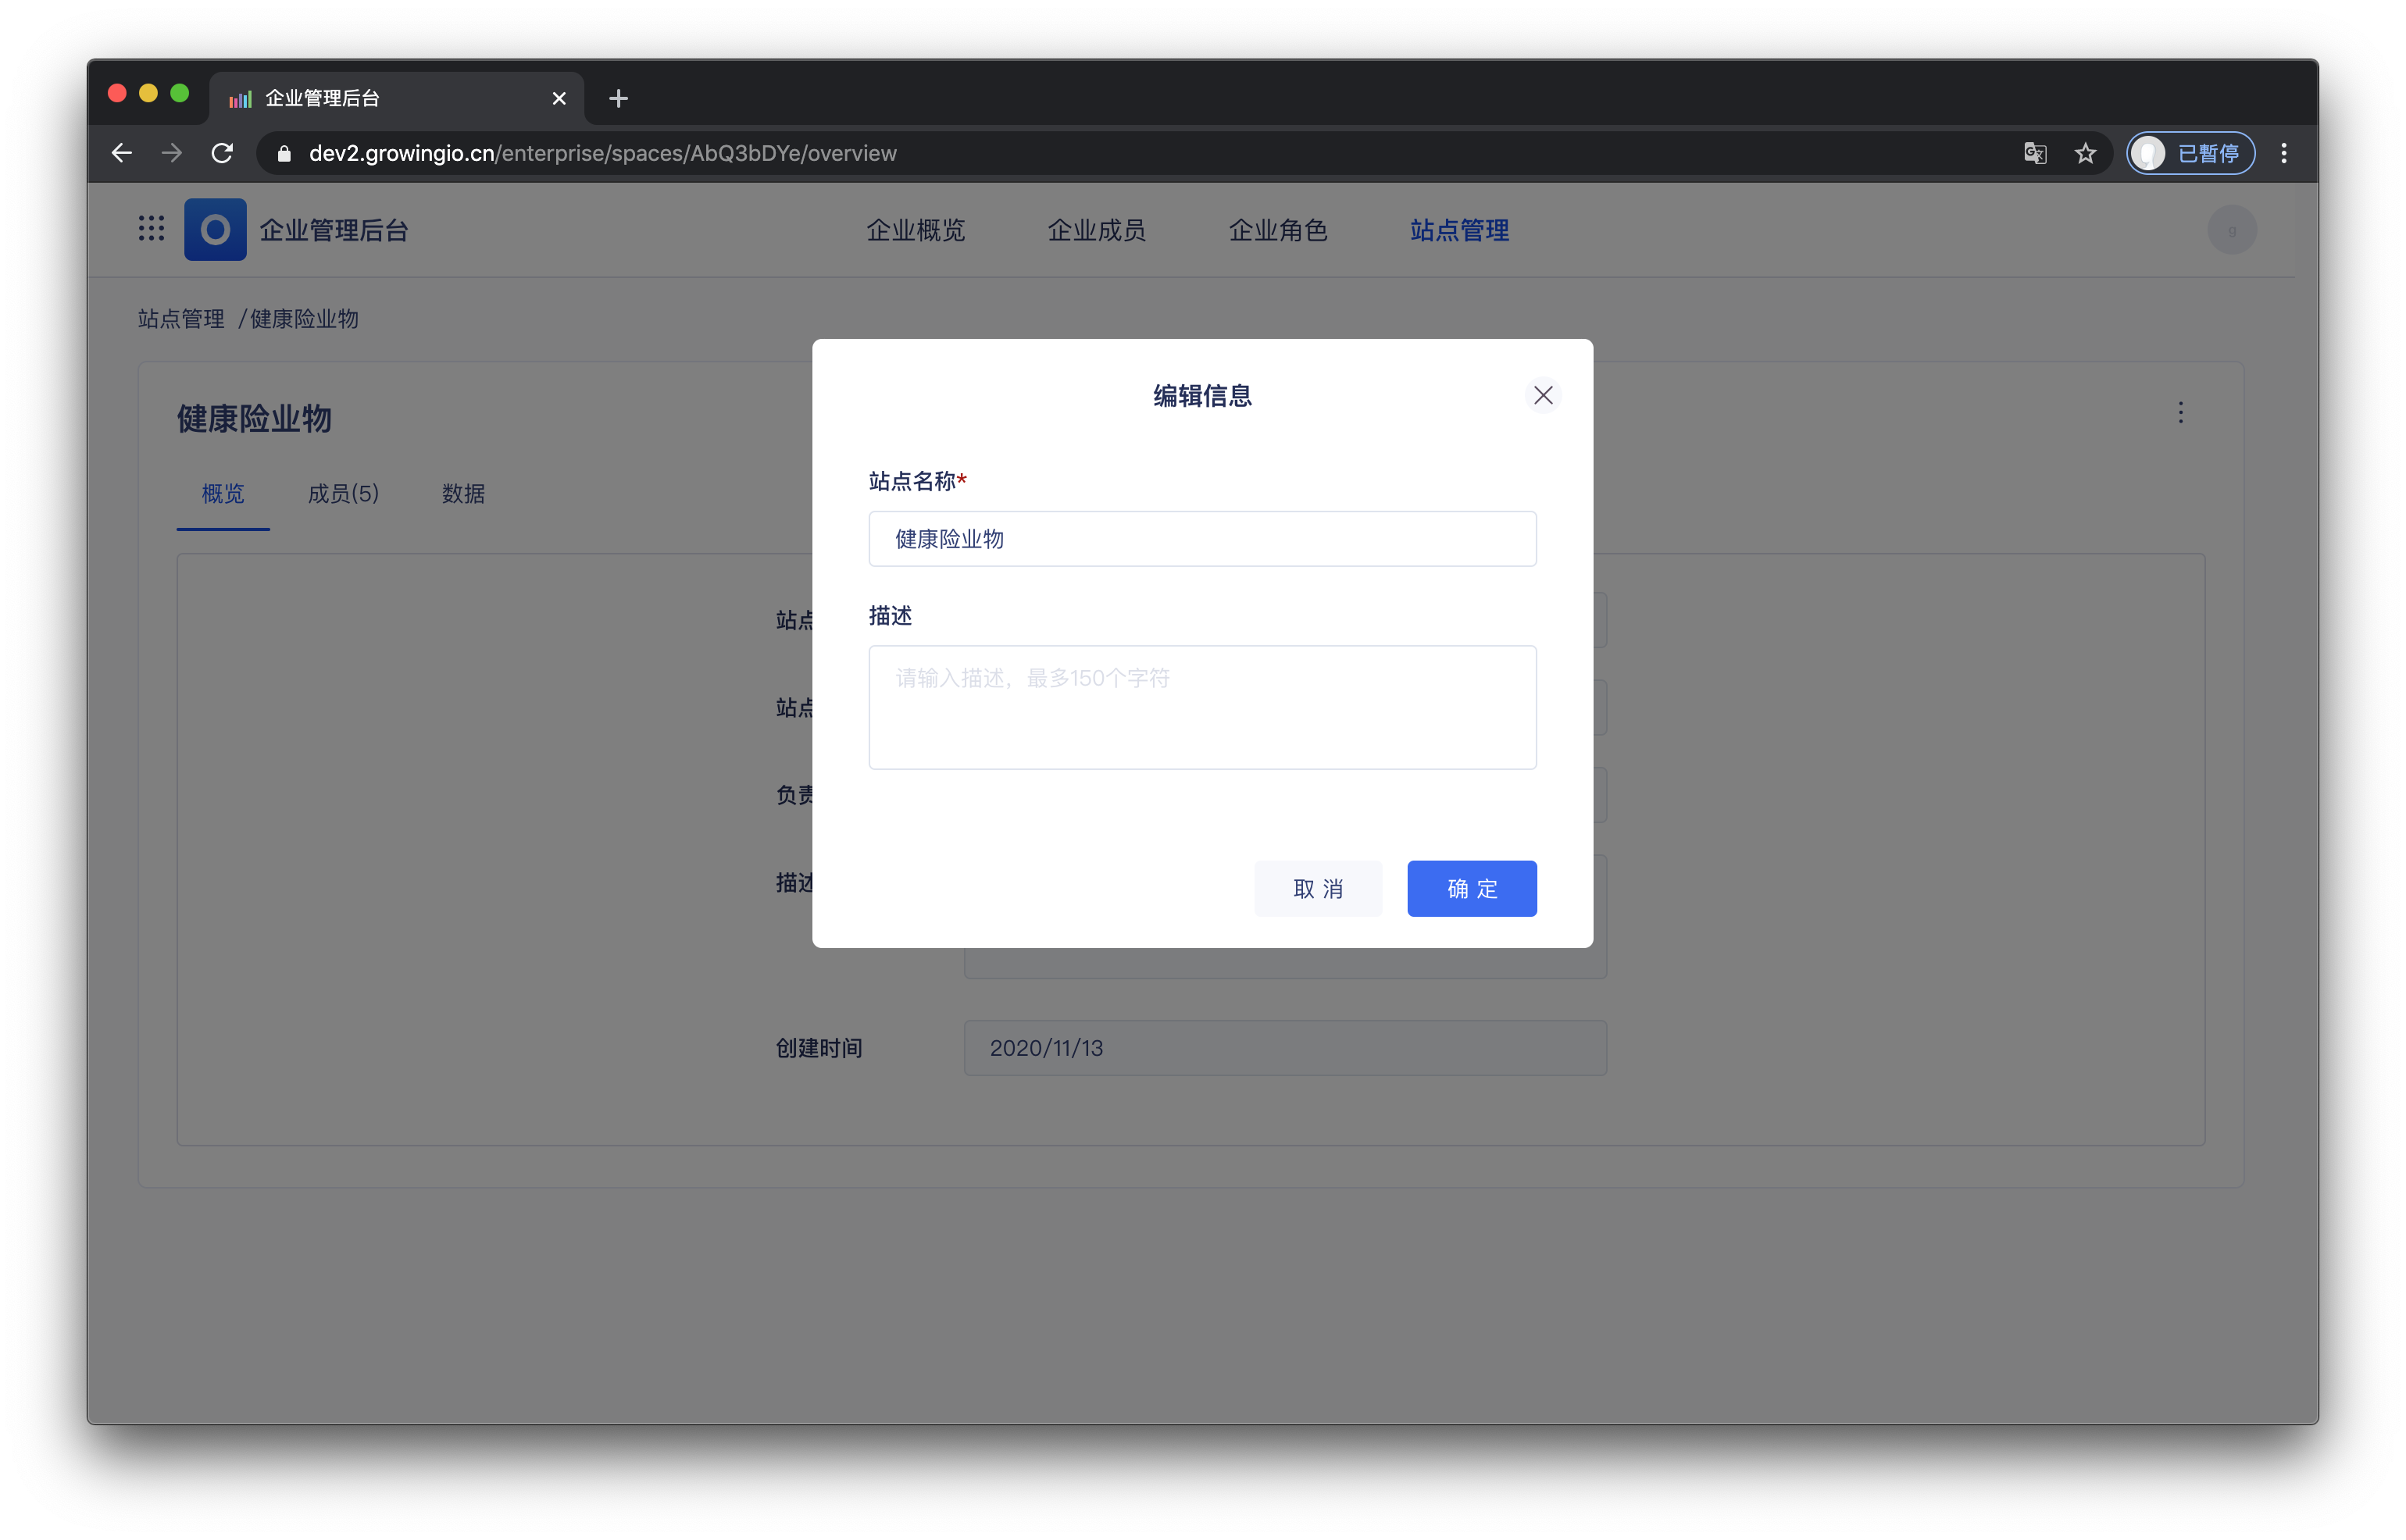 企业管理后台
dev2.growingio.cn/enterprise/spaces/AbQ3bDYe/overview
已暂停
企业管理后台 企业概览 企业成员 企业角色 站点管理 g
站点管理 /健康险业物
健康险业物
概览 成员(5) 数据
编辑信息
站点名称*
健康险业物
描述
请输入描述，最多150个字符
取 消 确 定
站点
站点
负责
描述
创建时间 2020/11/13